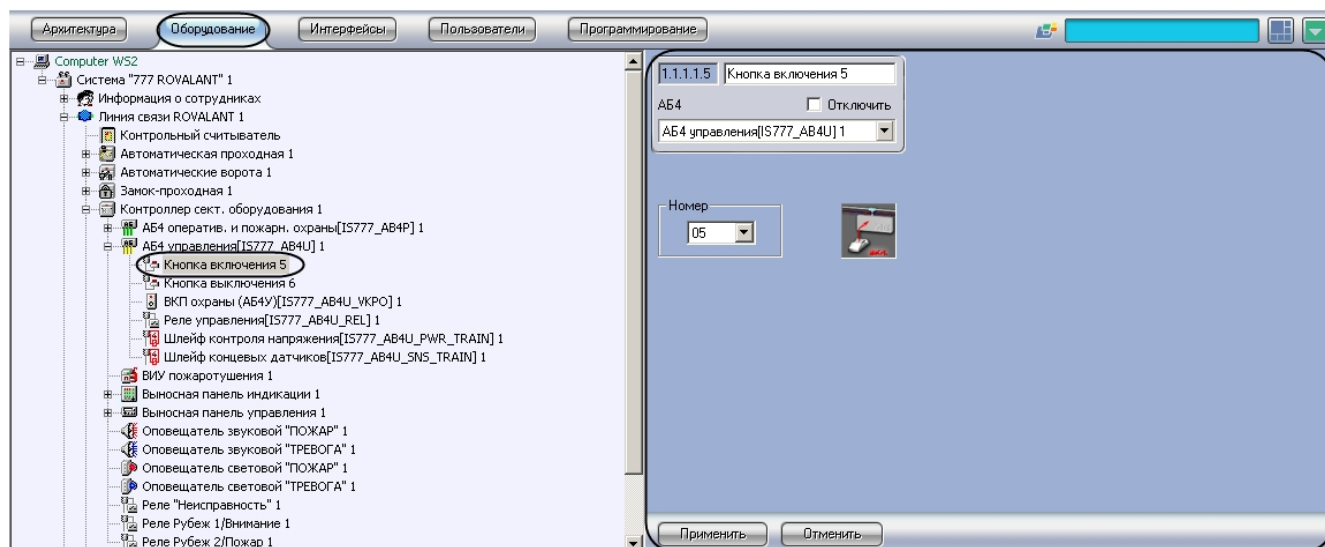 Архитектура Оборудование Интерфейсы Пользователи Программирование
Computer WS2
Система "777 ROVALANT" 1
Информация о сотрудниках
Линия связи ROVALANT 1
Контрольный считыватель
Автоматическая проходная 1
Автоматические ворота 1
Замок-проходная 1
Контроллер сект. оборудования 1
АБ4 оператив. и пожарн. охраны[IS777_AB4P] 1
АБ4 управления[IS777_AB4U] 1
Кнопка включения 5
Кнопка выключения 6
ВКП охраны (АБ4У)[IS777_AB4U_VKPO] 1
Реле управления[IS777_AB4U_REL] 1
Шлейф контроля напряжения[IS777_AB4U_PWR_TRAIN] 1
Шлейф концевых датчиков[IS777_AB4U_SNS_TRAIN] 1
ВИУ пожаротушения 1
Выносная панель индикации 1
Выносная панель управления 1
Оповещатель звуковой "ПОЖАР" 1
Оповещатель звуковой "ТРЕВОГА" 1
Оповещатель световой "ПОЖАР" 1
Оповещатель световой "ТРЕВОГА" 1
Реле "Неисправность" 1
Реле Рубеж 1/Внимание 1
Реле Рубеж 2/Пожар 1
1.1.1.1.5 Кнопка включения 5
АБ4 Отключить
АБ4 управления[IS777_AB4U] 1
Номер
05
Применить Отменить